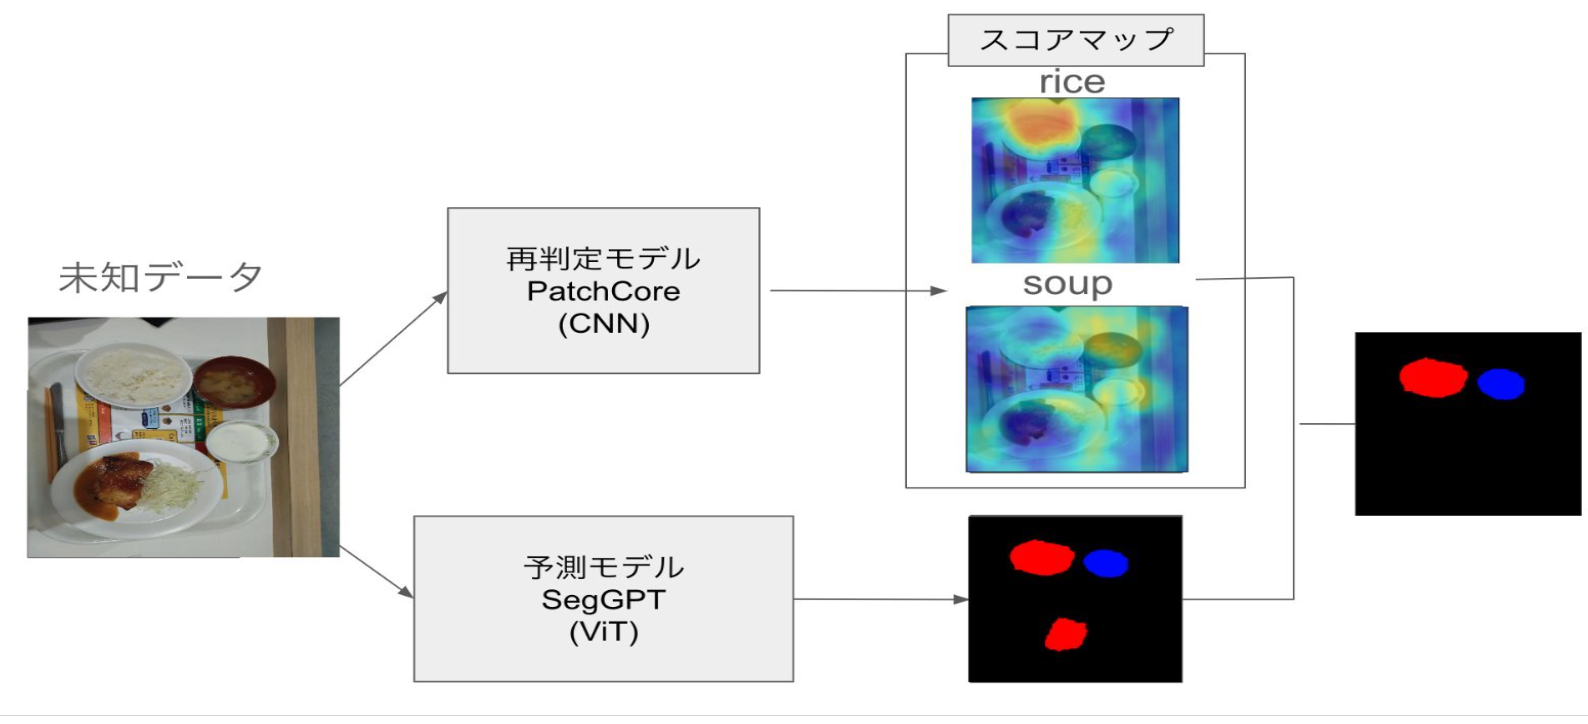 スコアマップ
rice
未知データ
再判定モデル
PatchCore
(CNN)
soup
予測モデル
SegGPT
(ViT)